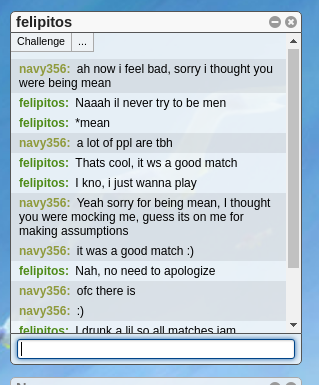 felipitos
Challenge ...
navy356: ah now i feel bad, sorry i thought you
were being mean
felipitos: Naaah il never try to be men
felipitos: *mean
navy356: a lot of ppl are tbh
felipitos: Thats cool, it ws a good match
felipitos: I kno, i just wanna play
navy356: Yeah sorry for being mean, I thought
you were mocking me, guess its on me for
making assumptions
navy356: it was a good match :)
felipitos: Nah, no need to apologize
navy356: ofc there is
navy356: :)
felipitos: I drunk a lil so all matches iam